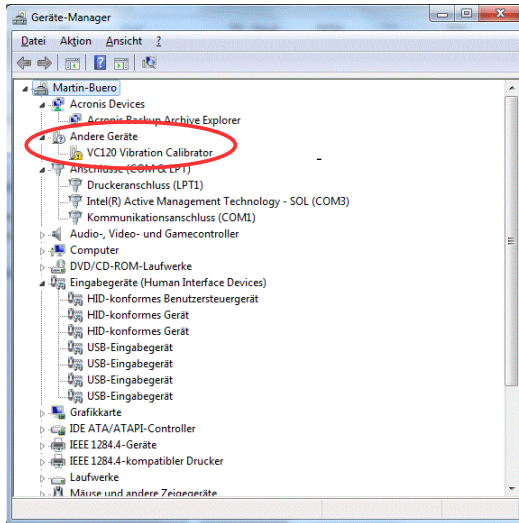 Geräte-Manager
Datei Aktion Ansicht ?
Martin-Buero
Acronis Devices
Acronis Backup Archive Explorer
Andere Geräte
VC120 Vibration Calibrator
Anschlüsse (COM & LPT)
Druckeranschluss (LPT1)
Intel(R) Active Management Technology - SOL (COM3)
Kommunikationsanschluss (COM1)
Audio-, Video- und Gamecontroller
Computer
DVD/CD-ROM-Laufwerke
Eingabegeräte (Human Interface Devices)
HID-konformes Benutzersteuergerät
HID-konformes Gerät
HID-konformes Gerät
USB-Eingabegerät
USB-Eingabegerät
USB-Eingabegerät
USB-Eingabegerät
Grafikkarte
IDE ATA/ATAPI-Controller
IEEE 1284.4-Geräte
IEEE 1284.4-kompatibler Drucker
Laufwerke
Mäuse und andere Zeigegeräte